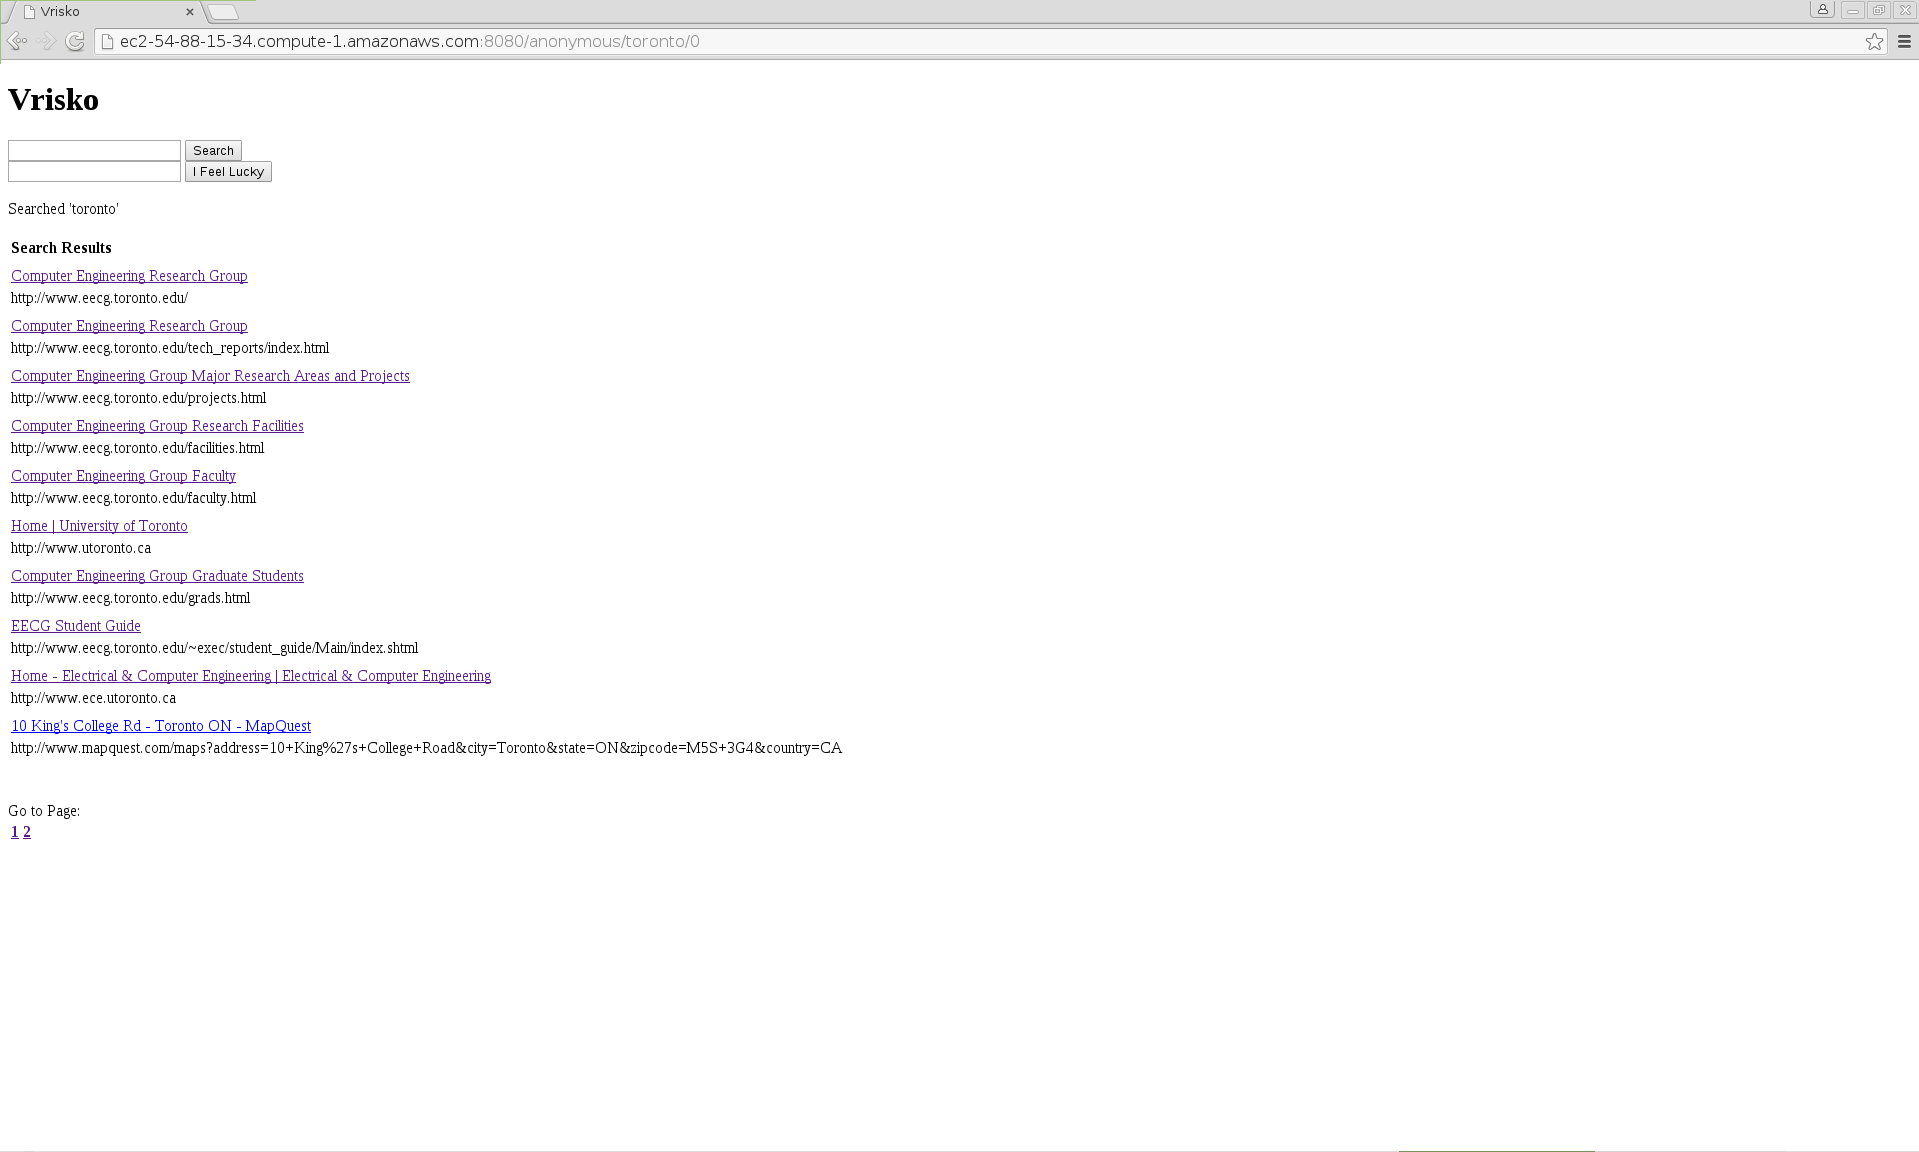 Vrisko
ec2-54-88-15-34.compute-1.amazonaws.com:8080/anonymous/toronto/0
Vrisko
Search
I Feel Lucky
Searched 'toronto'
Search Results
Computer Engineering Research Group
http://www.eecg.toronto.edu/
Computer Engineering Research Group
http://www.eecg.toronto.edu/tech_reports/index.html
Computer Engineering Group Major Research Areas and Projects
http://www.eecg.toronto.edu/projects.html
Computer Engineering Group Research Facilities
http://www.eecg.toronto.edu/facilities.html
Computer Engineering Group Faculty
http://www.eecg.toronto.edu/faculty.html
Home | University of Toronto
http://www.utoronto.ca
Computer Engineering Group Graduate Students
http://www.eecg.toronto.edu/grads.html
EECG Student Guide
http://www.eecg.toronto.edu/~exec/student_guide/Main/index.shtml
Home - Electrical & Computer Engineering | Electrical & Computer Engineering
http://www.ece.utoronto.ca
10 King's College Rd - Toronto ON - MapQuest
http://www.mapquest.com/maps?address=10+King%27s+College+Road&city=Toronto&state=ON&zipcode=M5S+3G4&country=CA
Go to Page:
1 2